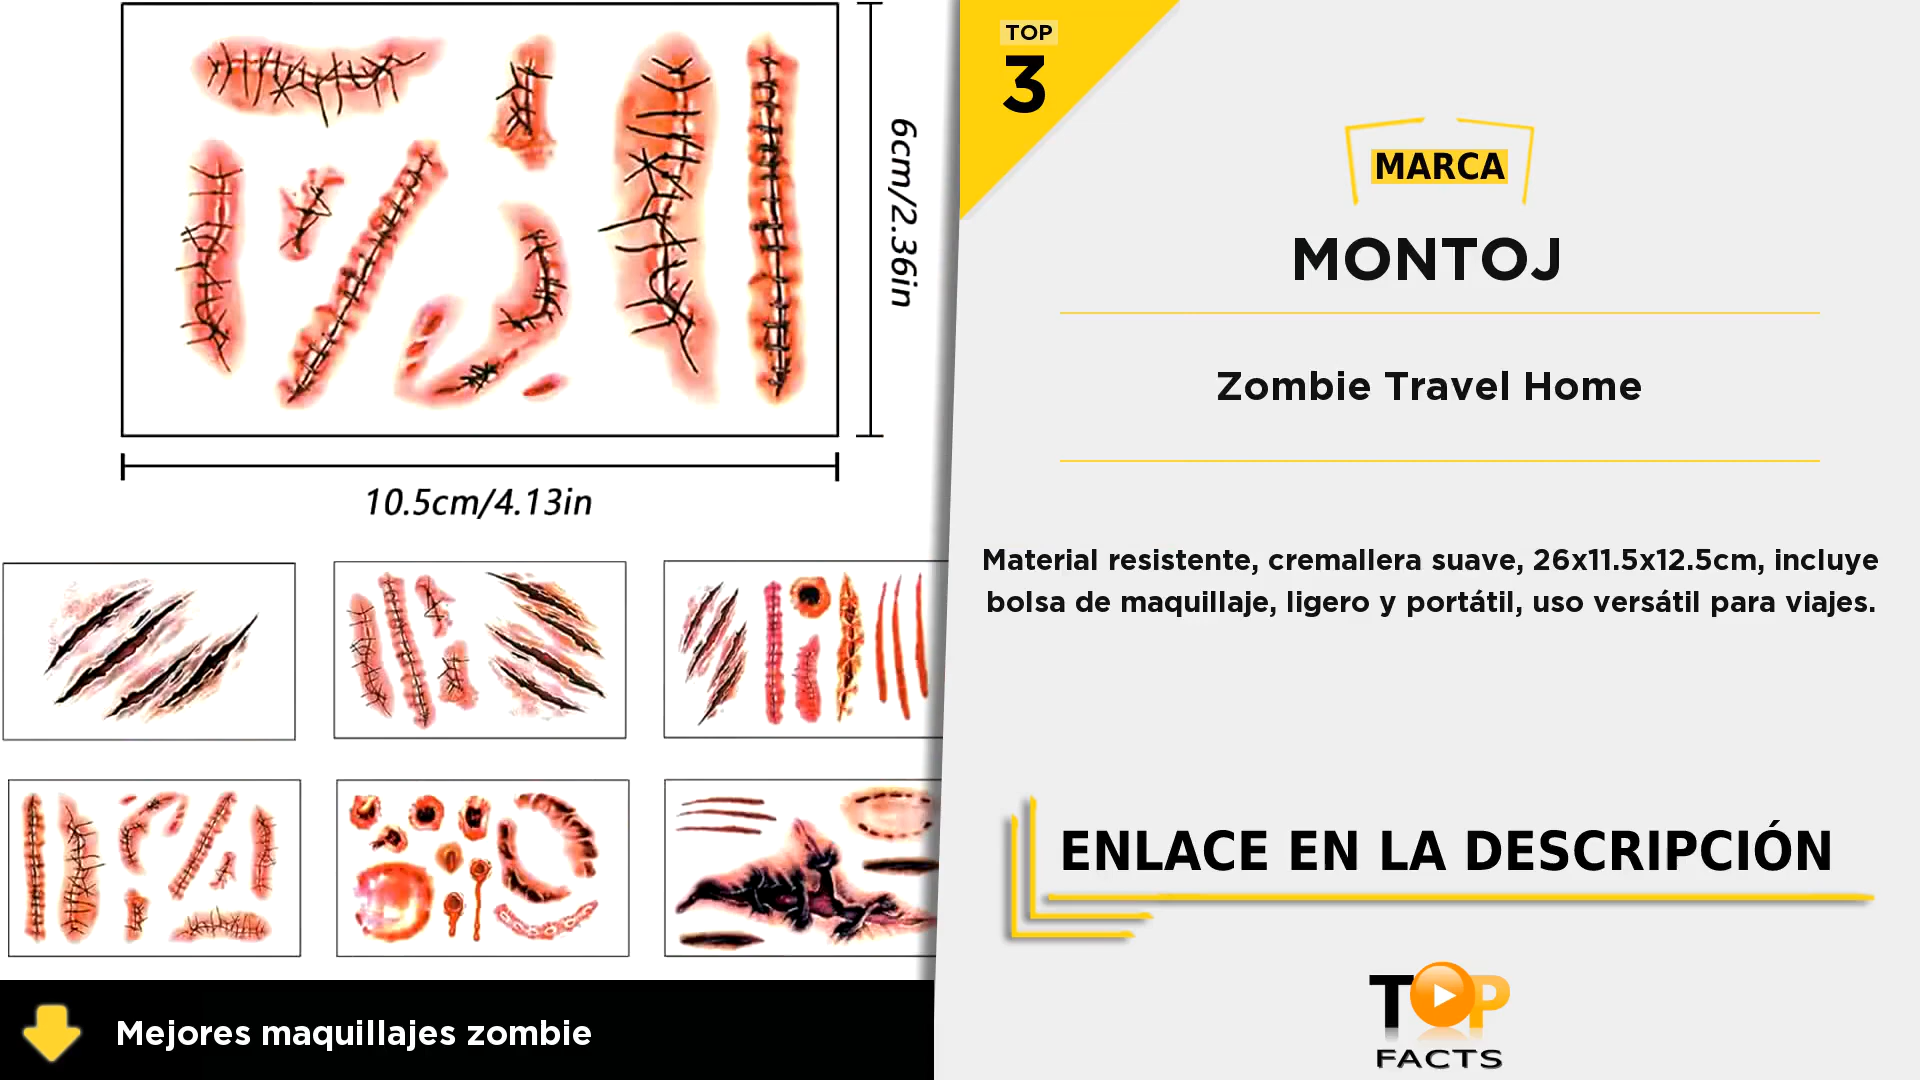 6cm/2.36in
10.5cm/4.13in
Mejores maquillajes zombie
TOP
3
MARCA
MONTOJ
Zombie Travel Home
Material resistente, cremallera suave, 26x11.5x12.5cm, incluye
bolsa de maquillaje, ligero y portátil, uso versátil para viajes.
ENLACE EN LA DESCRIPCIÓN
TOP
FACTS